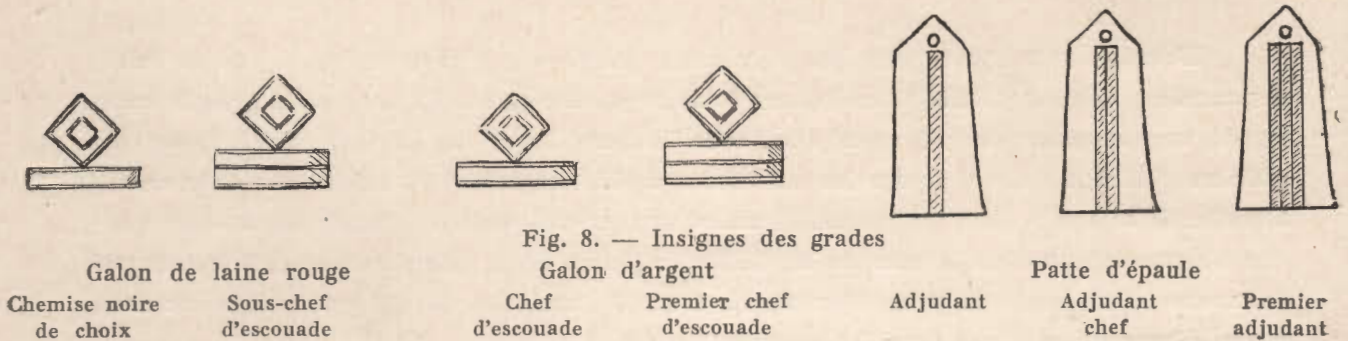 Fig. 8. — Insignes des grades
Galon de laine rouge
Galon d'argent
Patte d'épaule
Chemise noire
de choix
Sous-chef
d'escouade
Chef
d'escouade
Premier chef
d'escouade
Adjudant
Adjudant
chef
Premier
adjudant